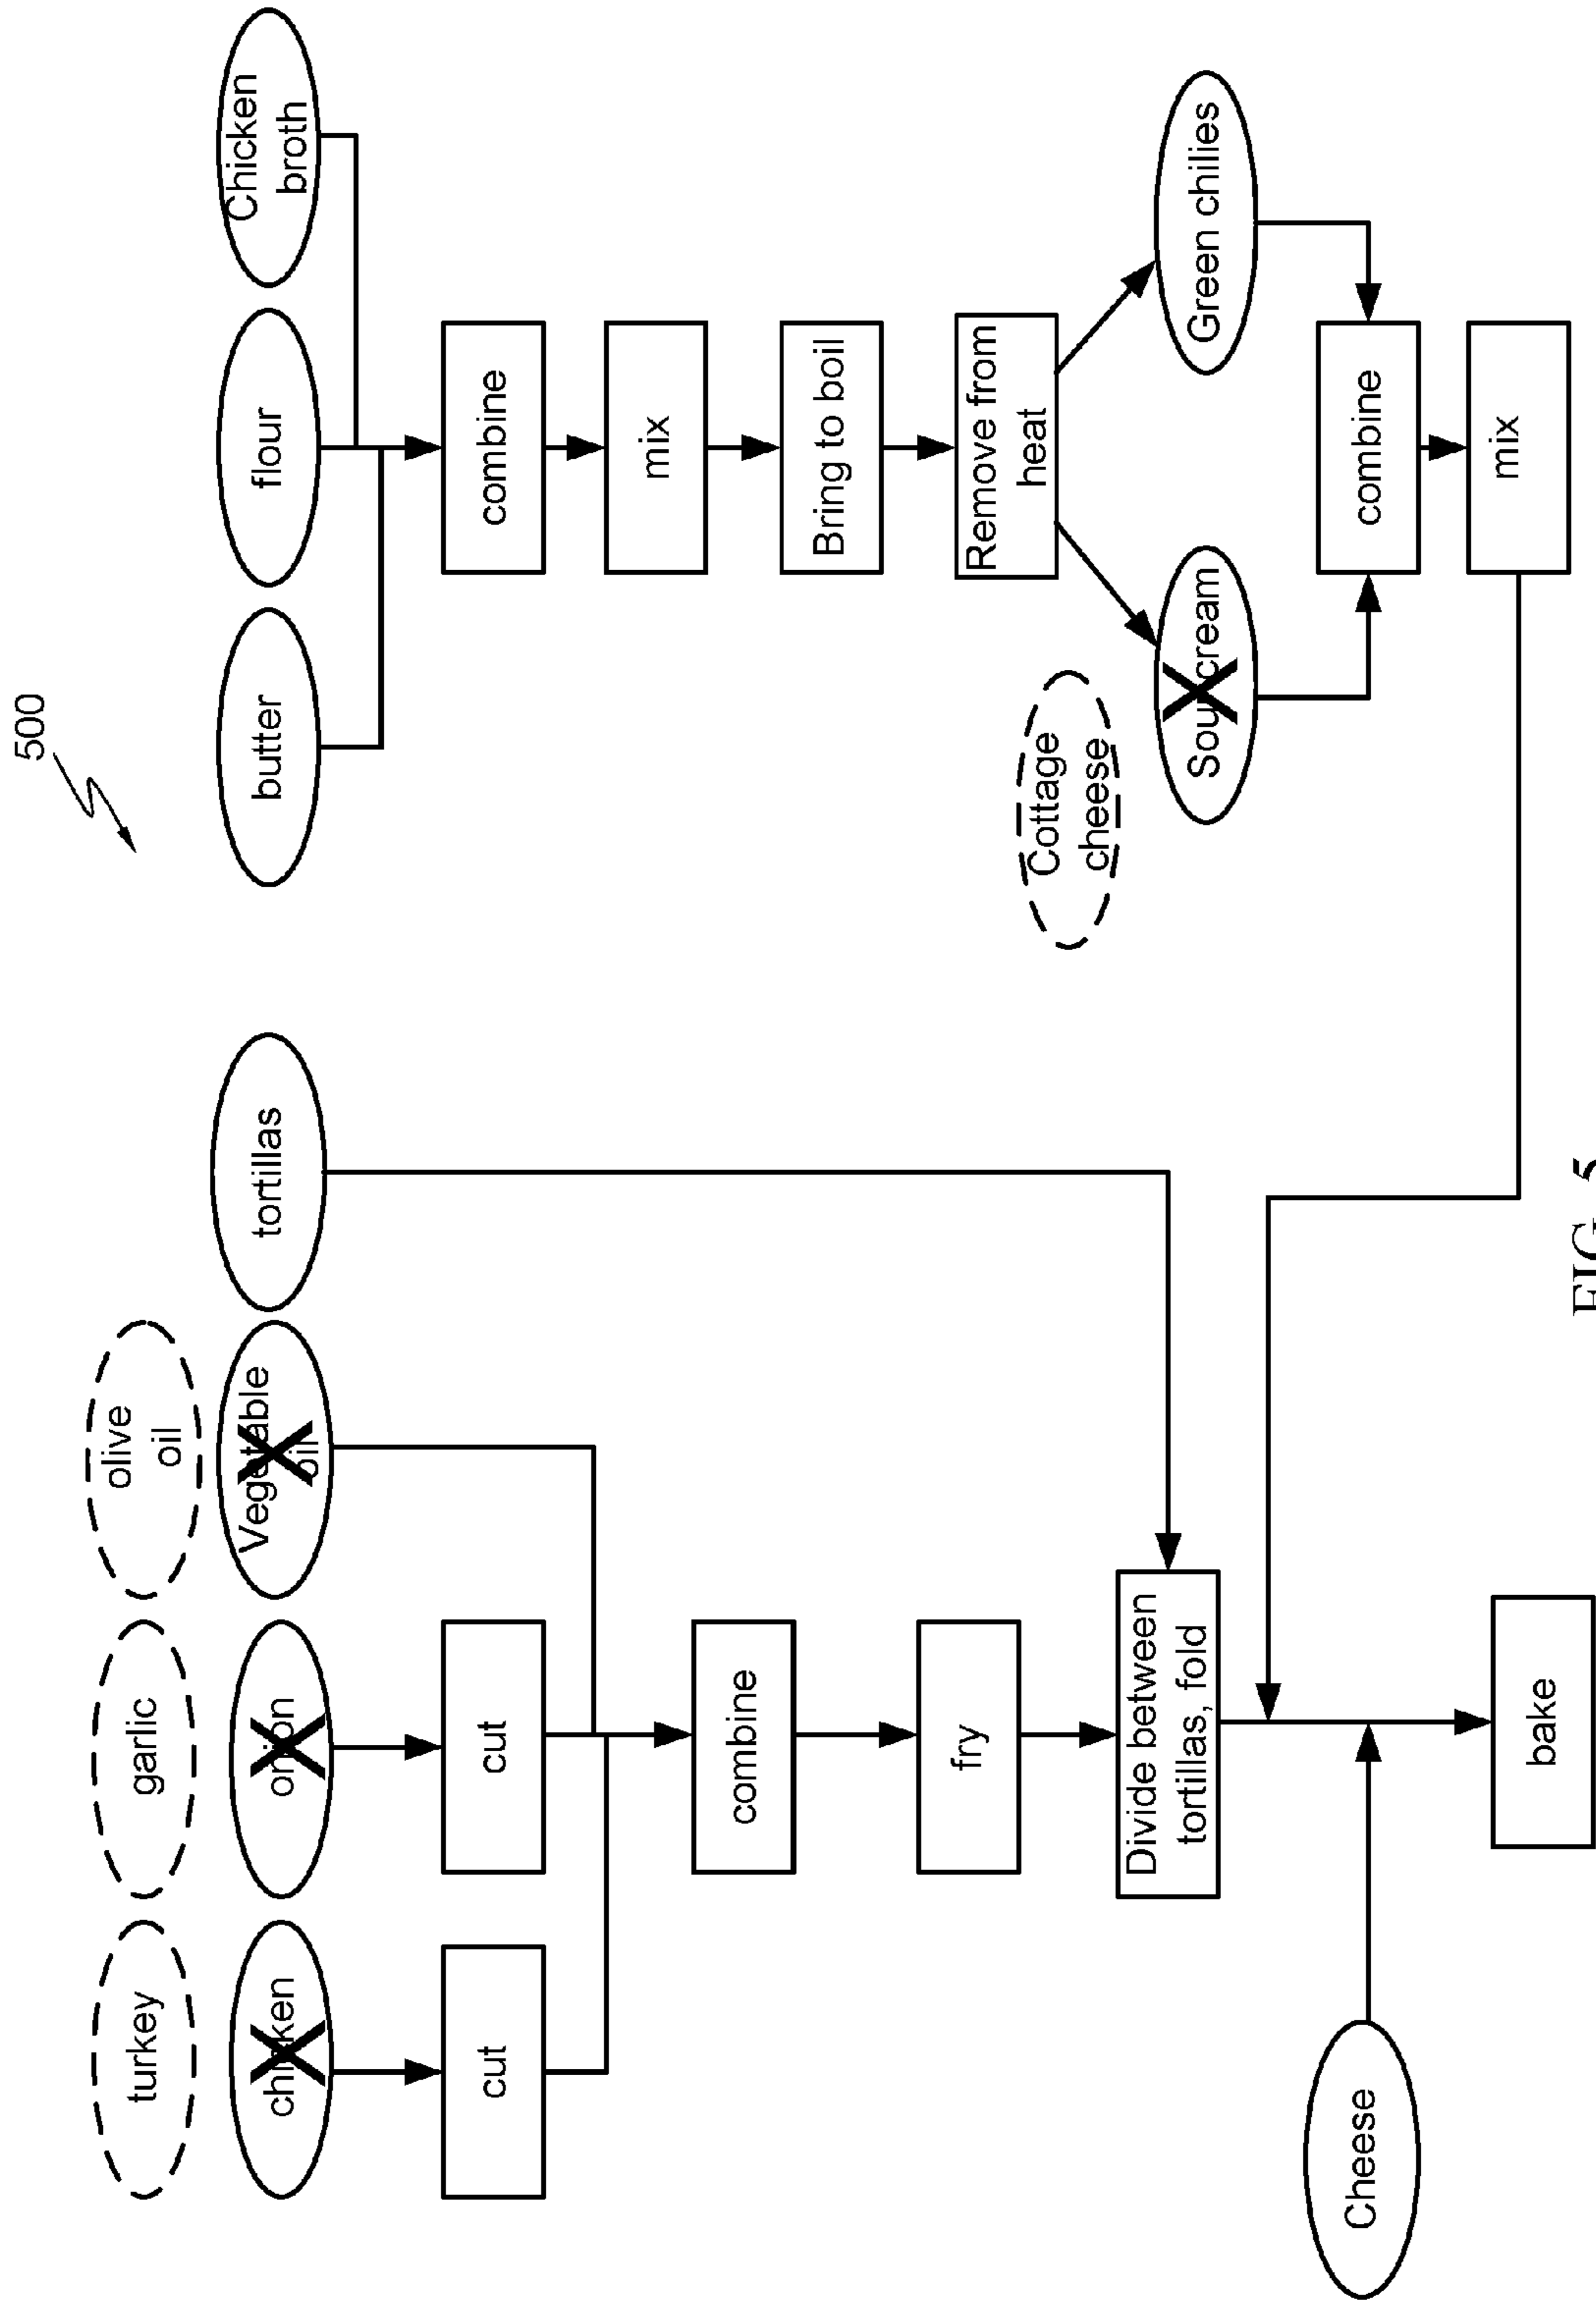 500
turkey
garlic
olive
oil
chicken
onion
Vegetable
oil
tortillas
butter
flour
Chicken
broth
cut
cut
combine
combine
mix
fry
Bring to boil
Remove from
heat
Cottage
cheese
Divide between
tortillas, fold
Sour cream
Green chilies
Cheese
combine
bake
mix
FIG. 5